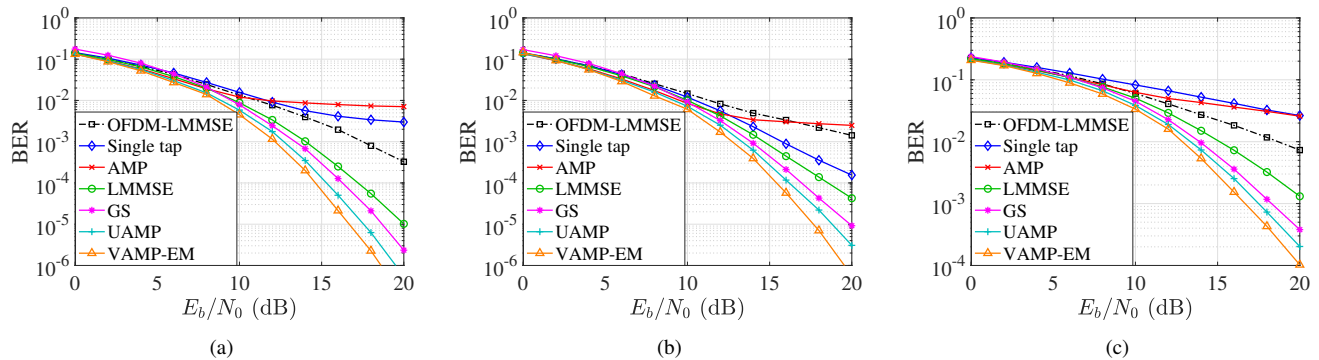 10^0
10^-1
10^-2
10^-3
10^-4
10^-5
10^-6
BER
OFDM-LMMSE
Single tap
AMP
LMMSE
GS
UAMP
VAMP-EM
0 5 10 15 20
E_b/N_0 (dB)
(a)
10^0
10^-1
10^-2
10^-3
10^-4
10^-5
10^-6
BER
OFDM-LMMSE
Single tap
AMP
LMMSE
GS
UAMP
VAMP-EM
0 5 10 15 20
E_b/N_0 (dB)
(b)
10^0
10^-1
10^-2
10^-3
10^-4
BER
OFDM-LMMSE
Single tap
AMP
LMMSE
GS
UAMP
VAMP-EM
0 5 10 15 20
E_b/N_0 (dB)
(c)